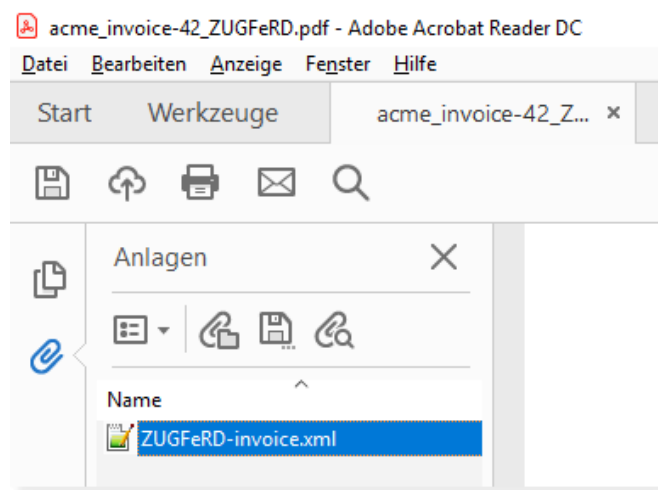 acme_invoice-42_ZUGFeRD.pdf - Adobe Acrobat Reader DC
Datei Bearbeiten Anzeige Fenster Hilfe
Start Werkzeuge acme_invoice-42_Z... ×
Anlagen
Name
ZUGFeRD-invoice.xml